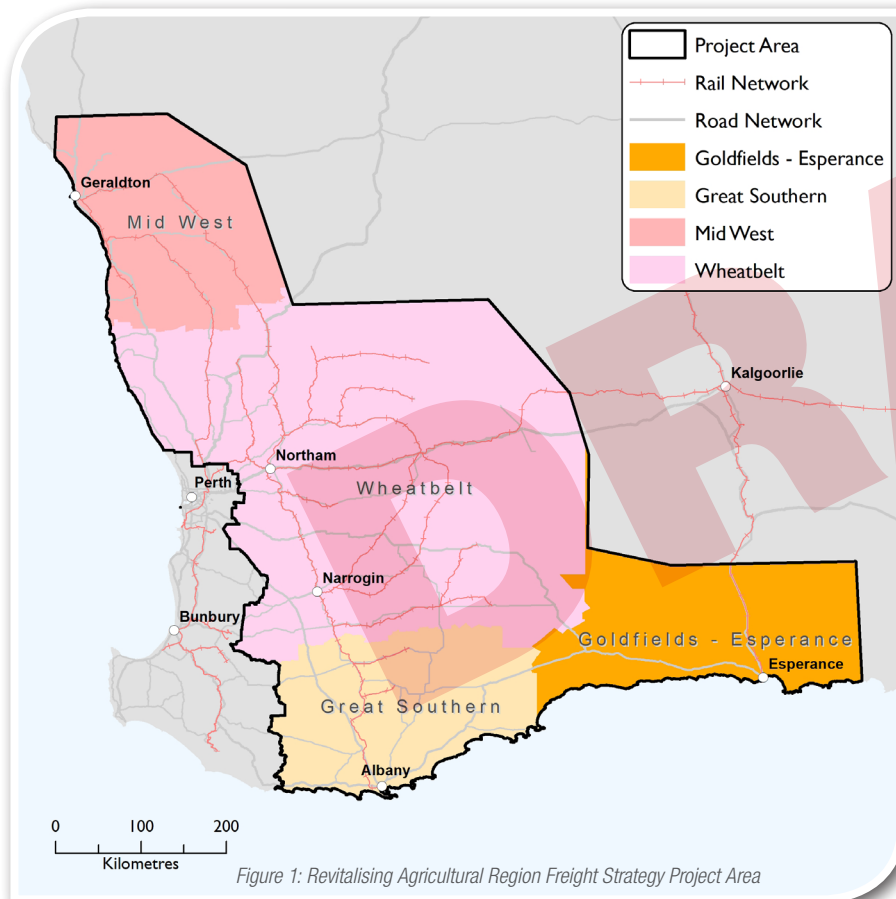 Project Area
Rail Network
Road Network
Goldfields - Esperance
Great Southern
Mid West
Wheatbelt
Geraldton
Mid West
Kalgoorlie
Northam
Perth
Wheatbelt
Narrogin
Bunbury
Goldfields - Esperance
Esperance
Great Southern
Albany
0 100 200
Kilometres
Figure 1: Revitalising Agricultural Region Freight Strategy Project Area